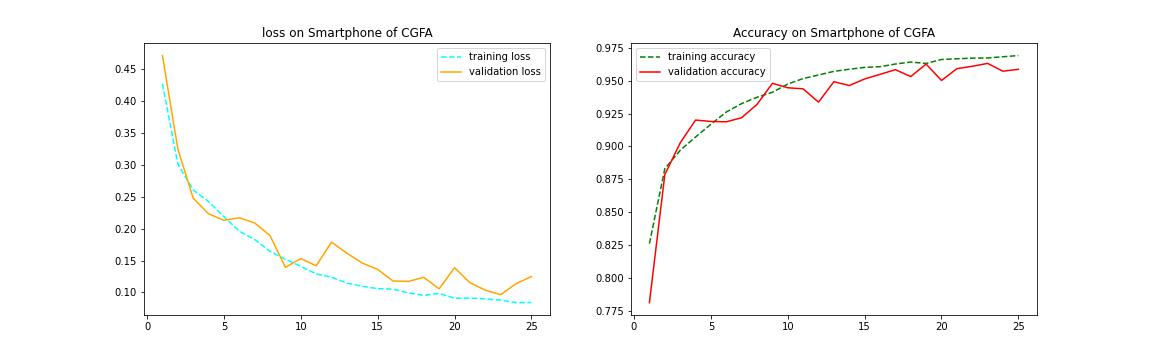 loss on Smartphone of CGFA
training loss
validation loss
0.45
0.40
0.35
0.30
0.25
0.20
0.15
0.10
0 5 10 15 20 25
Accuracy on Smartphone of CGFA
training accuracy
validation accuracy
0.975
0.950
0.925
0.900
0.875
0.850
0.825
0.800
0.775
0 5 10 15 20 25